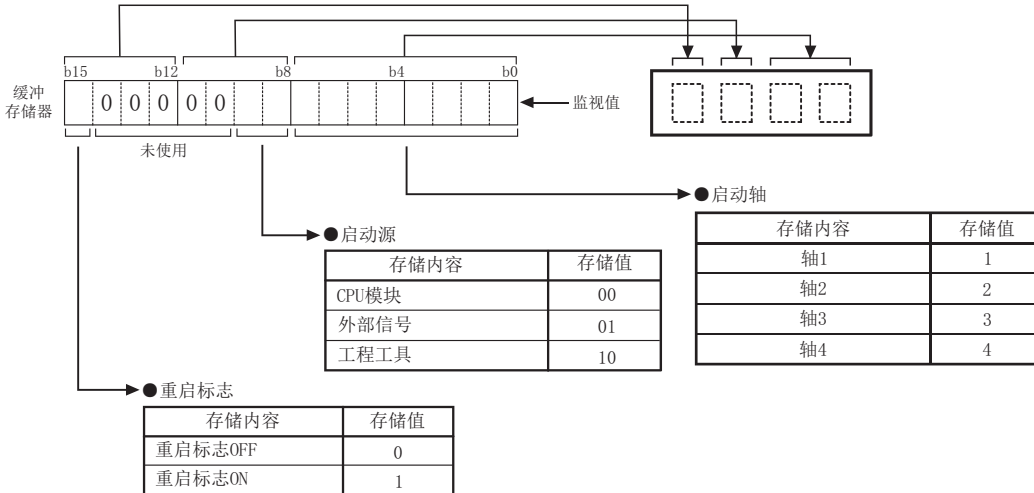 b15 b12 b8 b4 b0
缓冲
存储器
0 0 0 0 0
监视值
未使用
●启动轴
存储内容 存储值
轴1 1
轴2 2
轴3 3
轴4 4
●启动源
存储内容 存储值
CPU模块 00
外部信号 01
工程工具 10
●重启标志
存储内容 存储值
重启标志OFF 0
重启标志ON 1